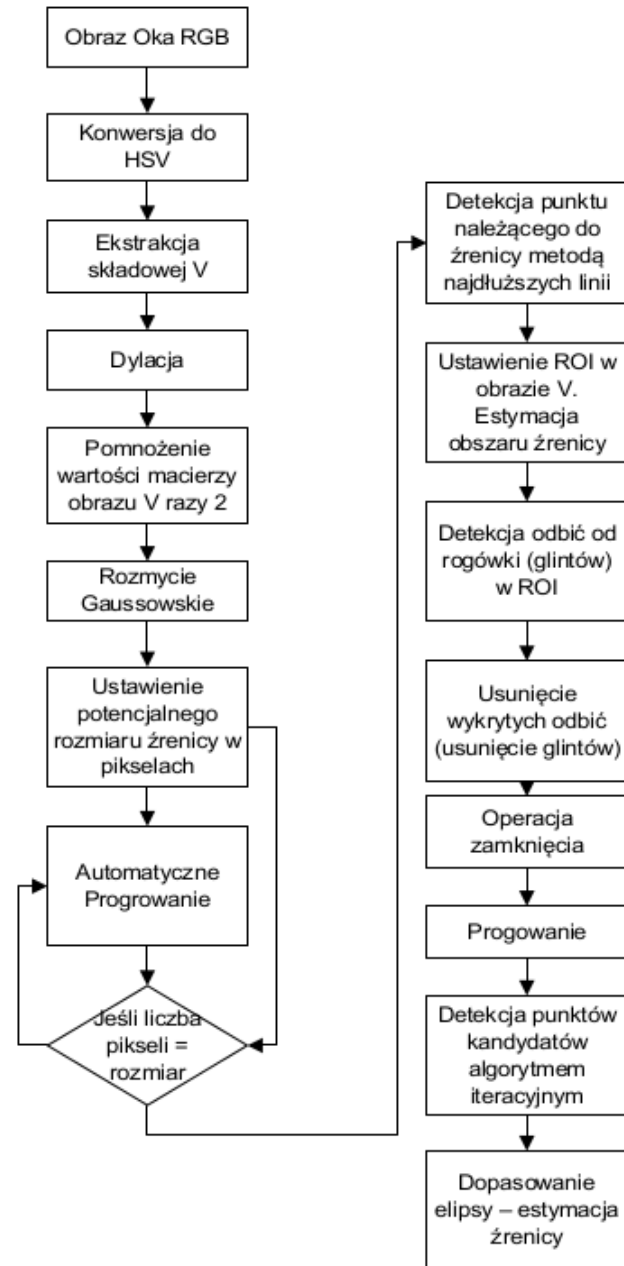 Obraz Oka RGB
Konwersja do
HSV
Ekstrakcja
składowej V
Dylacja
Pomnożenie
wartości macierzy
obrazu V razy 2
Rozmycie
Gaussowskie
Ustawienie
potencjalnego
rozmiaru źrenicy w
pikselach
Automatyczne
Progrowanie
Jeśli liczba
pikseli =
rozmiar
Detekcja punktu
należącego do
źrenicy metodą
najdłuższych linii
Ustawienie ROI w
obrazie V.
Estymacja
obszaru źrenicy
Detekcja odbić od
rogówki (glintów)
w ROI
Usunięcie
wykrytych odbić
(usunięcie glintów)
Operacja
zamknięcia
Progowanie
Detekcja punktów
kandydatów
algorytmem
iteracyjnym
Dopasowanie
elipsy – estymacja
źrenicy